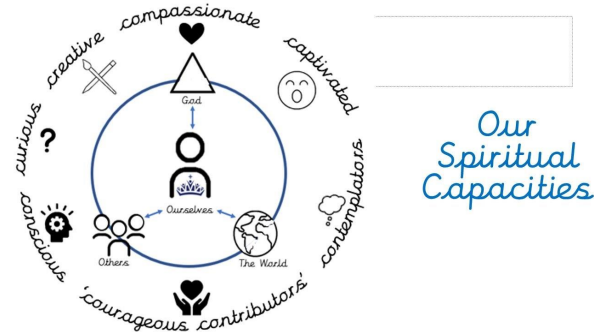 compassionate
creative
captivated
curious
?
God
Ourselves
contemplators
conscious
Others
The World
'courageous contributors'
Our
Spiritual
Capacities